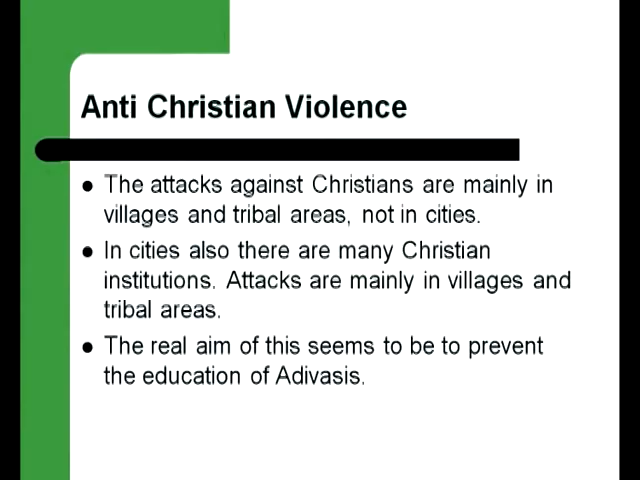 Anti Christian Violence
● The attacks against Christians are mainly in
villages and tribal areas, not in cities.
● In cities also there are many Christian
institutions. Attacks are mainly in villages and
tribal areas.
● The real aim of this seems to be to prevent
the education of Adivasis.